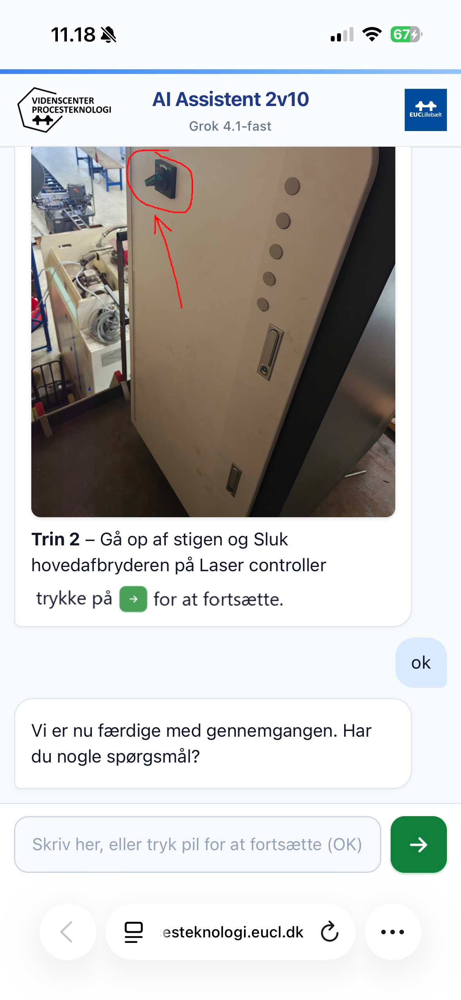 11.18
67
VIDENSCENTER
PROCESTEKNOLOGI
AI Assistent 2v10
Grok 4.1-fast
EUCLillebælt
Trin 2 – Gå op af stigen og Sluk
hovedafbryderen på Laser controller
trykke på → for at fortsætte.
ok
Vi er nu færdige med gennemgangen. Har
du nogle spørgsmål?
Skriv her, eller tryk pil for at fortsætte (OK)
esteknologi.eucl.dk